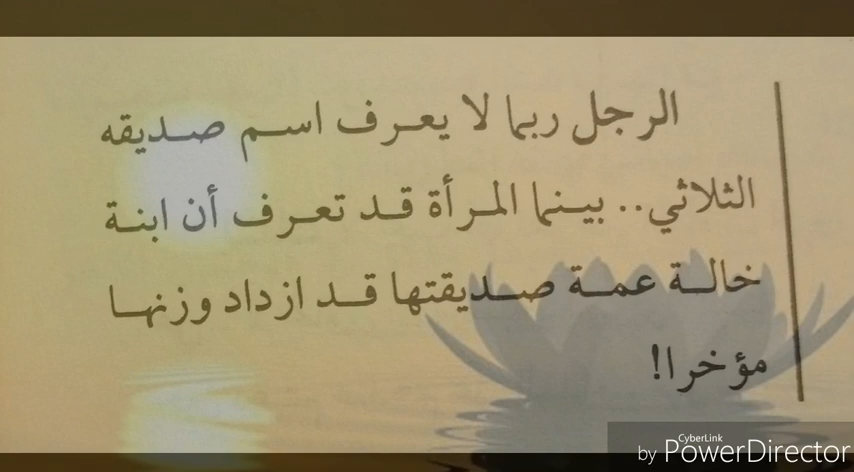 الرجل ربما لا يعرف اسم صديقه
الثلاثي.. بينما المرأة قد تعرف أن ابنة
خالة عمة صديقتها قد ازداد وزنها
مؤخرا!
CyberLink
by PowerDirector